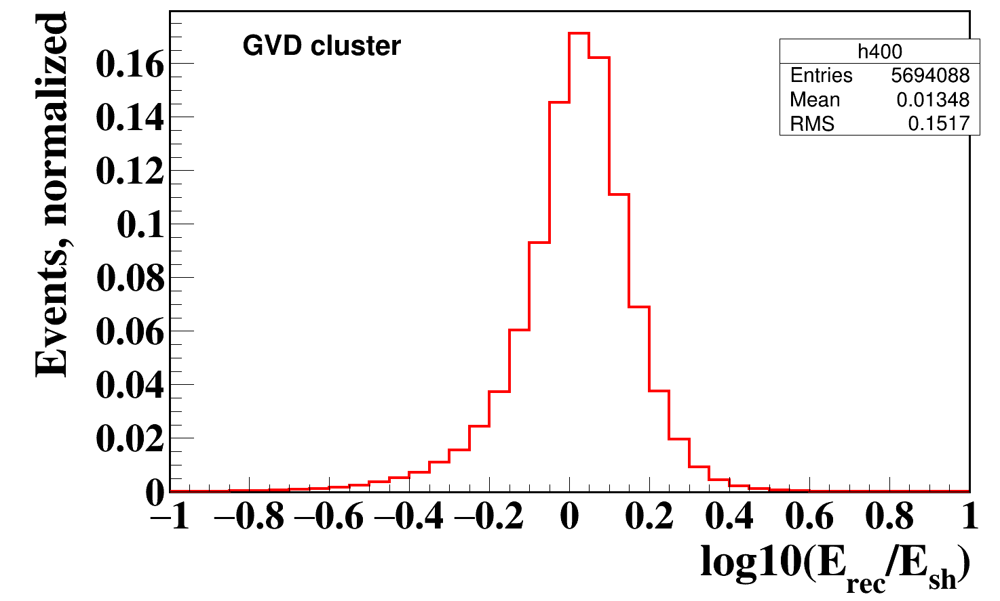 GVD cluster
h400
Entries 5694088
Mean 0.01348
RMS 0.1517
Events, normalized
0.16
0.14
0.12
0.1
0.08
0.06
0.04
0.02
0
−1 −0.8 −0.6 −0.4 −0.2 0 0.2 0.4 0.6 0.8 1
log10(E_rec/E_sh)